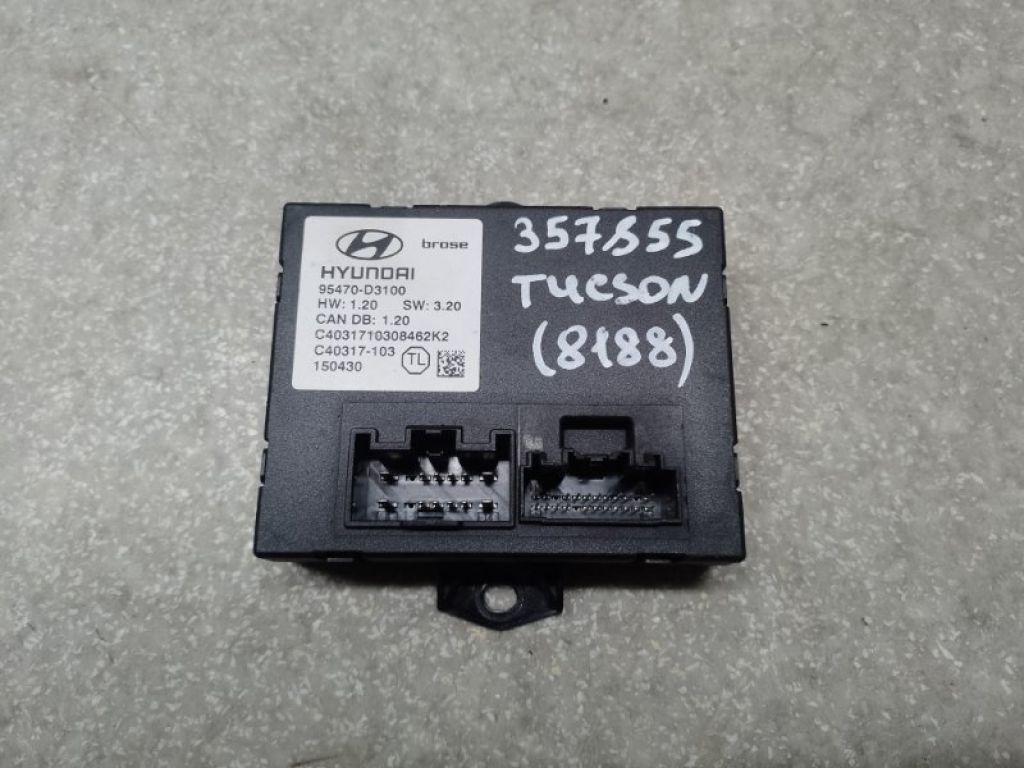 brose
HYUNDAI
95470-D3100
HW: 1.20 SW: 3.20
CAN DB: 1.20
C4031710308462K2
C40317-103
TL
150430
357855
TUCSON
(8188)